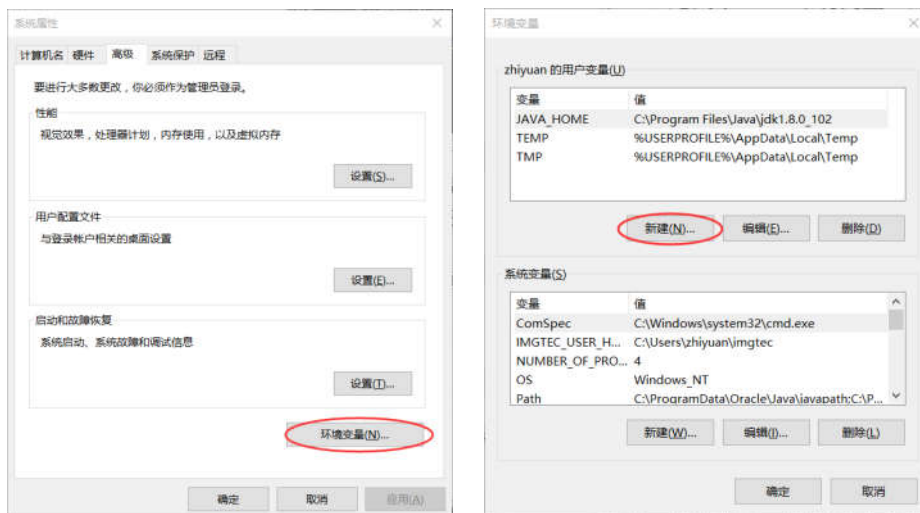 系统属性
计算机名 硬件 高级 系统保护 远程
要进行大多数更改，你必须作为管理员登录。
性能
视觉效果，处理器计划，内存使用，以及虚拟内存
设置(S)...
用户配置文件
与登录帐户相关的桌面设置
设置(E)...
启动和故障恢复
系统启动、系统故障和调试信息
设置(T)...
环境变量(N)...
确定 取消 应用(A)
环境变量
zhiyuan 的用户变量(U)
变量 值
JAVA_HOME C:\Program Files\Java\jdk1.8.0_102
TEMP %USERPROFILE%\AppData\Local\Temp
TMP %USERPROFILE%\AppData\Local\Temp
新建(N)... 编辑(E)... 删除(D)
系统变量(S)
变量 值
ComSpec C:\Windows\system32\cmd.exe
IMGTEC_USER_H... C:\Users\zhiyuan\imgtec
NUMBER_OF_PRO... 4
OS Windows_NT
Path C:\ProgramData\Oracle\Java\javapath;C:\P...
新建(W)... 编辑(I)... 删除(L)
确定 取消